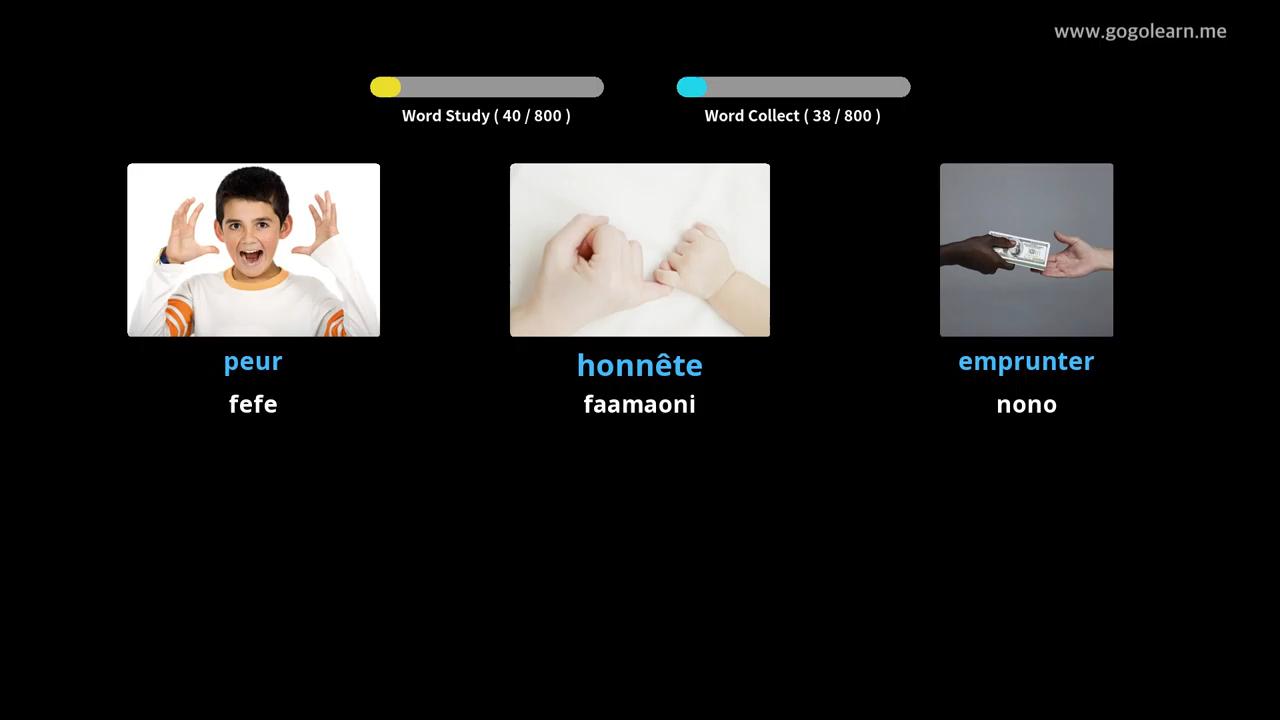 www.gogolearn.me
Word Study ( 40 / 800 )
Word Collect ( 38 / 800 )
peur
honnête
emprunter
fefe
faamaoni
nono